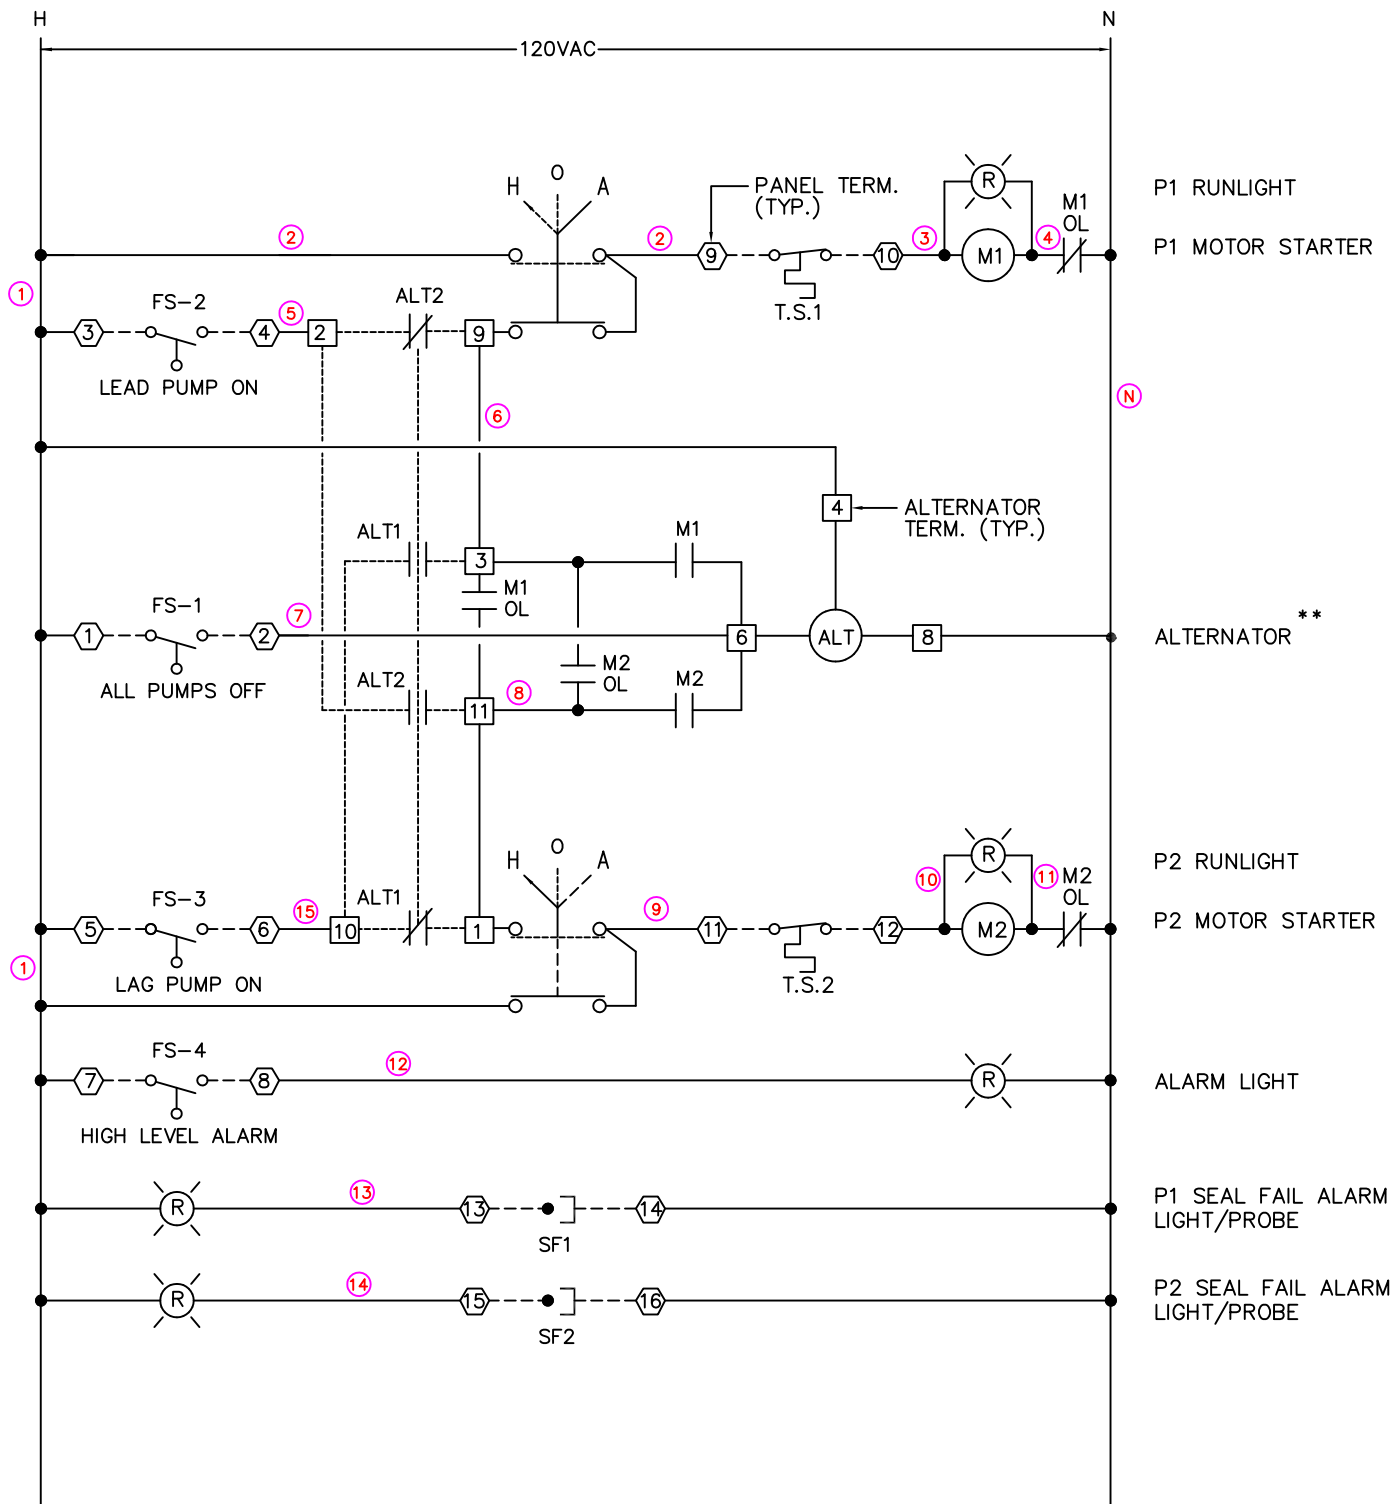 H N
120VAC
H O A
2 2
PANEL TERM.
(TYP.)
9 10 3 R M1 4
M1
OL
P1 RUNLIGHT
P1 MOTOR STARTER
T.S.1
1
FS-2
3 4 5 2
ALT2
9
LEAD PUMP ON
6
N
4
ALTERNATOR
TERM. (TYP.)
ALT1
3
M1
M1
OL
FS-1
1 2 7 6 ALT 8
ALTERNATOR **
ALL PUMPS OFF
M2
OL
ALT2
11 8
M2
H O A
R
P2 RUNLIGHT
10 11
M2
OL
FS-3
5 6 15 10
ALT1
1 9 11 12 M2
P2 MOTOR STARTER
T.S.2
LAG PUMP ON
1
FS-4
7 8 12 R
ALARM LIGHT
HIGH LEVEL ALARM
R 13 13 14
SF1
P1 SEAL FAIL ALARM
LIGHT/PROBE
R 14 15 16
SF2
P2 SEAL FAIL ALARM
LIGHT/PROBE